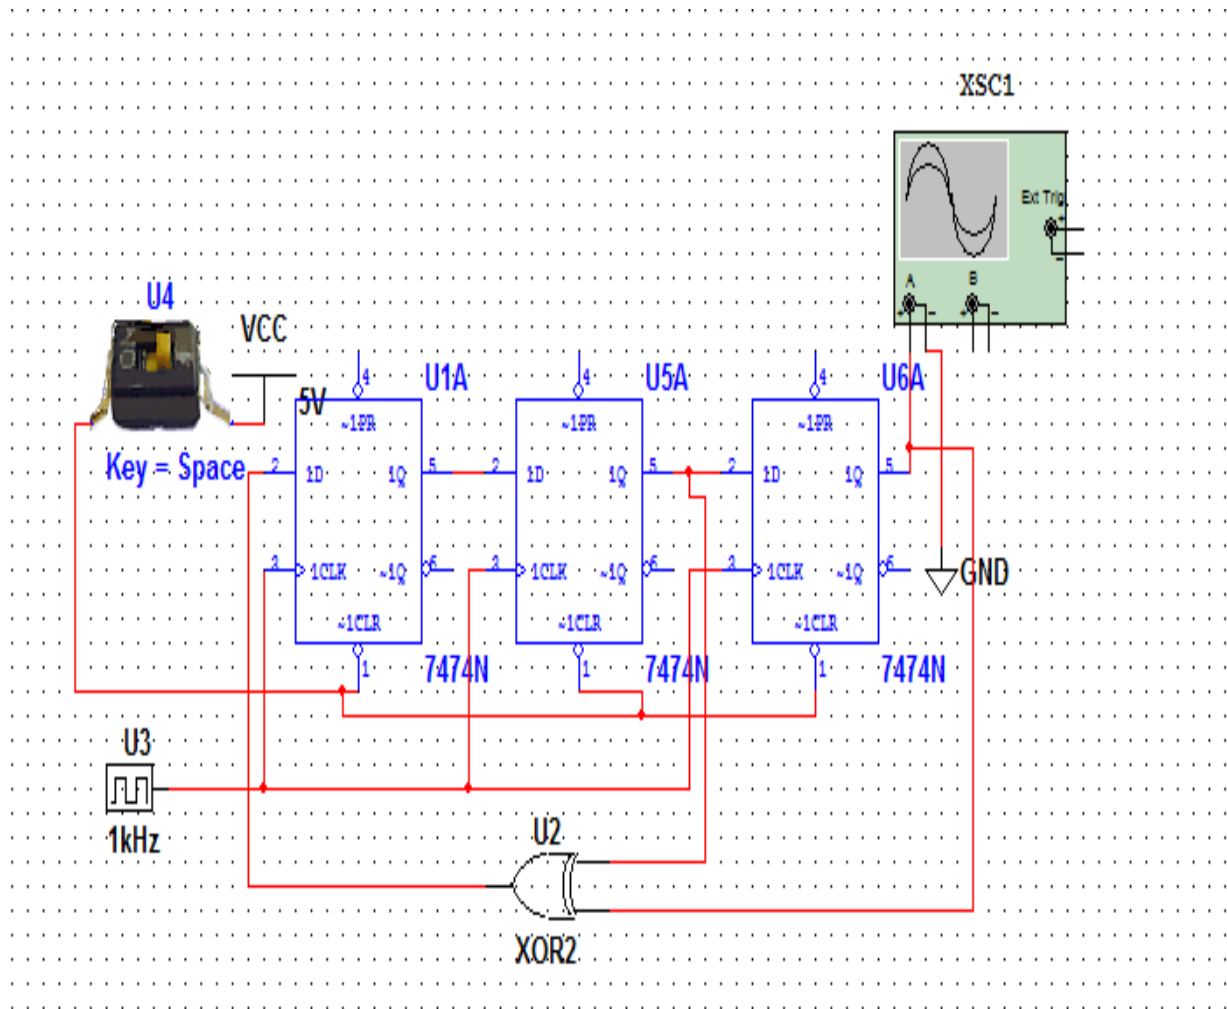 XSC1
Ext Trig
+
−
A
B
+ −
+ −
U4
VCC
5V
Key = Space
4
U1A
~1PR
2
1D
1Q
5
3
1CLK
~1Q
6
~1CLR
1
7474N
4
U5A
~1PR
2
1D
1Q
5
3
1CLK
~1Q
6
~1CLR
1
7474N
4
U6A
~1PR
2
1D
1Q
5
3
1CLK
~1Q
6
~1CLR
1
7474N
GND
U3
1kHz
U2
XOR2